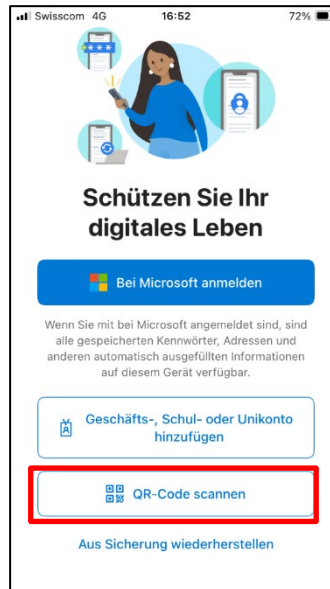 Swisscom 4G 16:52 72%
Schützen Sie Ihr
digitales Leben
Bei Microsoft anmelden
Wenn Sie mit bei Microsoft angemeldet sind, sind
alle gespeicherten Kennwörter, Adressen und
anderen automatisch ausgefüllten Informationen
auf diesem Gerät verfügbar.
Geschäfts-, Schul- oder Unikonto
hinzufügen
QR-Code scannen
Aus Sicherung wiederherstellen